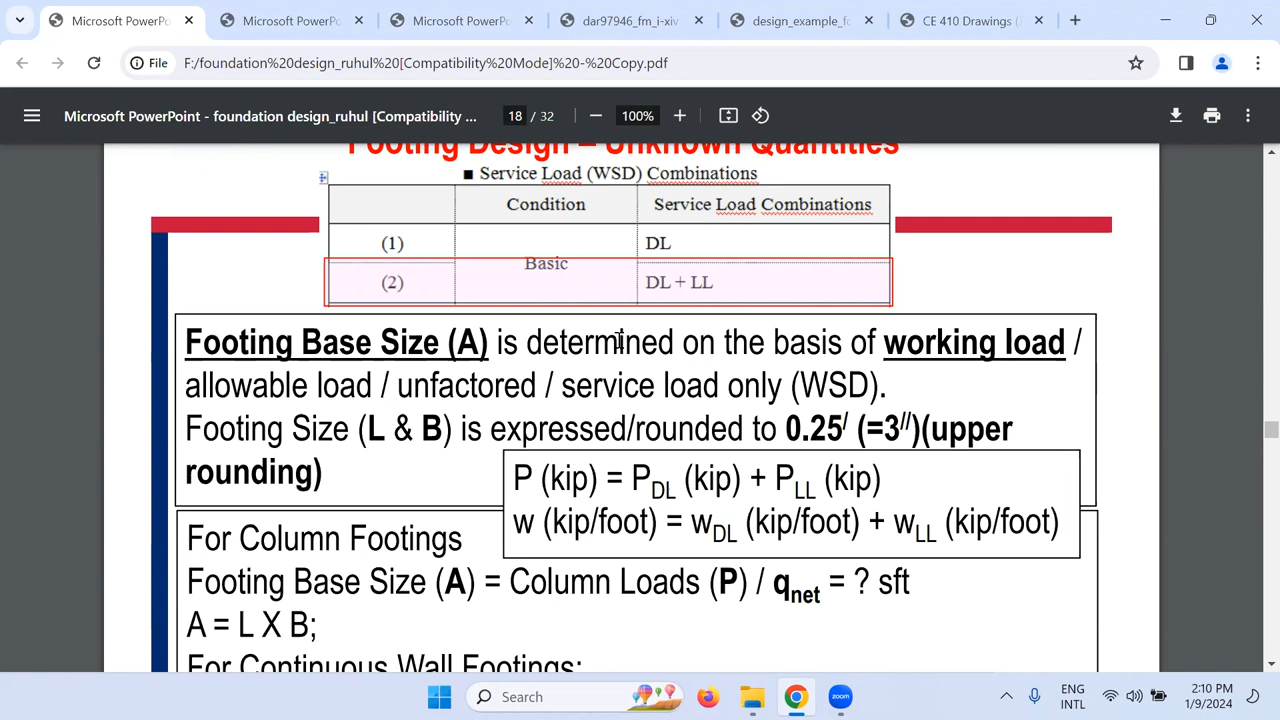 Microsoft PowerPo
Microsoft PowerPo
Microsoft PowerPo
dar97946_fm_i-xiv
design_example_fo
CE 410 Drawings (
File
F:/foundation%20design_ruhul%20[Compatibility%20Mode]%20-%20Copy.pdf
Microsoft PowerPoint - foundation design_ruhul [Compatibility ...
18 / 32
100%
Footing Design – Unknown Quantities
■ Service Load (WSD) Combinations
Condition Service Load Combinations
(1) DL
Basic
(2) DL + LL
Footing Base Size (A) is determined on the basis of working load /
allowable load / unfactored / service load only (WSD).
Footing Size (L & B) is expressed/rounded to 0.25/ (=3//)(upper
rounding)
P (kip) = PDL (kip) + PLL (kip)
w (kip/foot) = wDL (kip/foot) + wLL (kip/foot)
For Column Footings
Footing Base Size (A) = Column Loads (P) / qnet = ? sft
A = L X B;
For Continuous Wall Footings:
Search
zoom
ENG
INTL
2:10 PM
1/9/2024